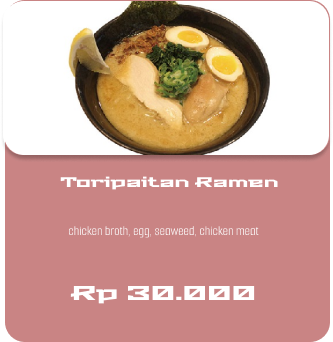 Toripaitan Ramen
chicken broth, egg, seaweed, chicken meat
Rp 30.000